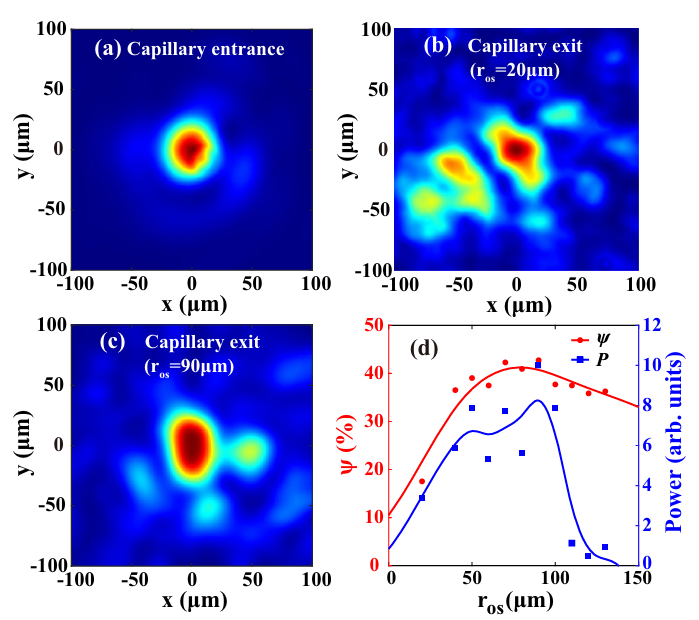 100
50
0
-50
-100
y (μm)
(a) Capillary entrance
-100 -50 0 50 100
x (μm)
100
50
0
-50
-100
y (μm)
(b) Capillary exit
(ros=20μm)
-100 -50 0 50 100
x (μm)
100
50
0
-50
-100
y (μm)
(c) Capillary exit
(ros=90μm)
-100 -50 0 50 100
x (μm)
50
40
30
20
10
0
ψ (%)
(d)
ψ
P
12
10
8
6
4
2
0
Power (arb. units)
0 50 100 150
ros(μm)